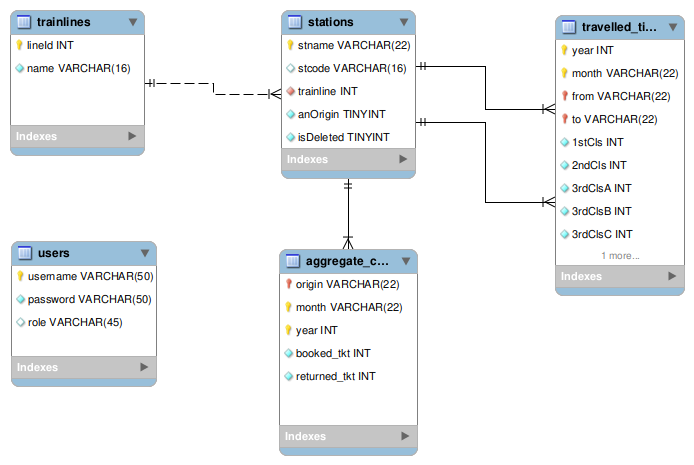 trainlines
lineId INT
name VARCHAR(16)
Indexes
stations
stname VARCHAR(22)
stcode VARCHAR(16)
trainline INT
anOrigin TINYINT
isDeleted TINYINT
Indexes
travelled_ti...
year INT
month VARCHAR(22)
from VARCHAR(22)
to VARCHAR(22)
1stCls INT
2ndCls INT
3rdClsA INT
3rdClsB INT
3rdClsC INT
1 more...
Indexes
users
username VARCHAR(50)
password VARCHAR(50)
role VARCHAR(45)
Indexes
aggregate_c...
origin VARCHAR(22)
month VARCHAR(22)
year INT
booked_tkt INT
returned_tkt INT
Indexes